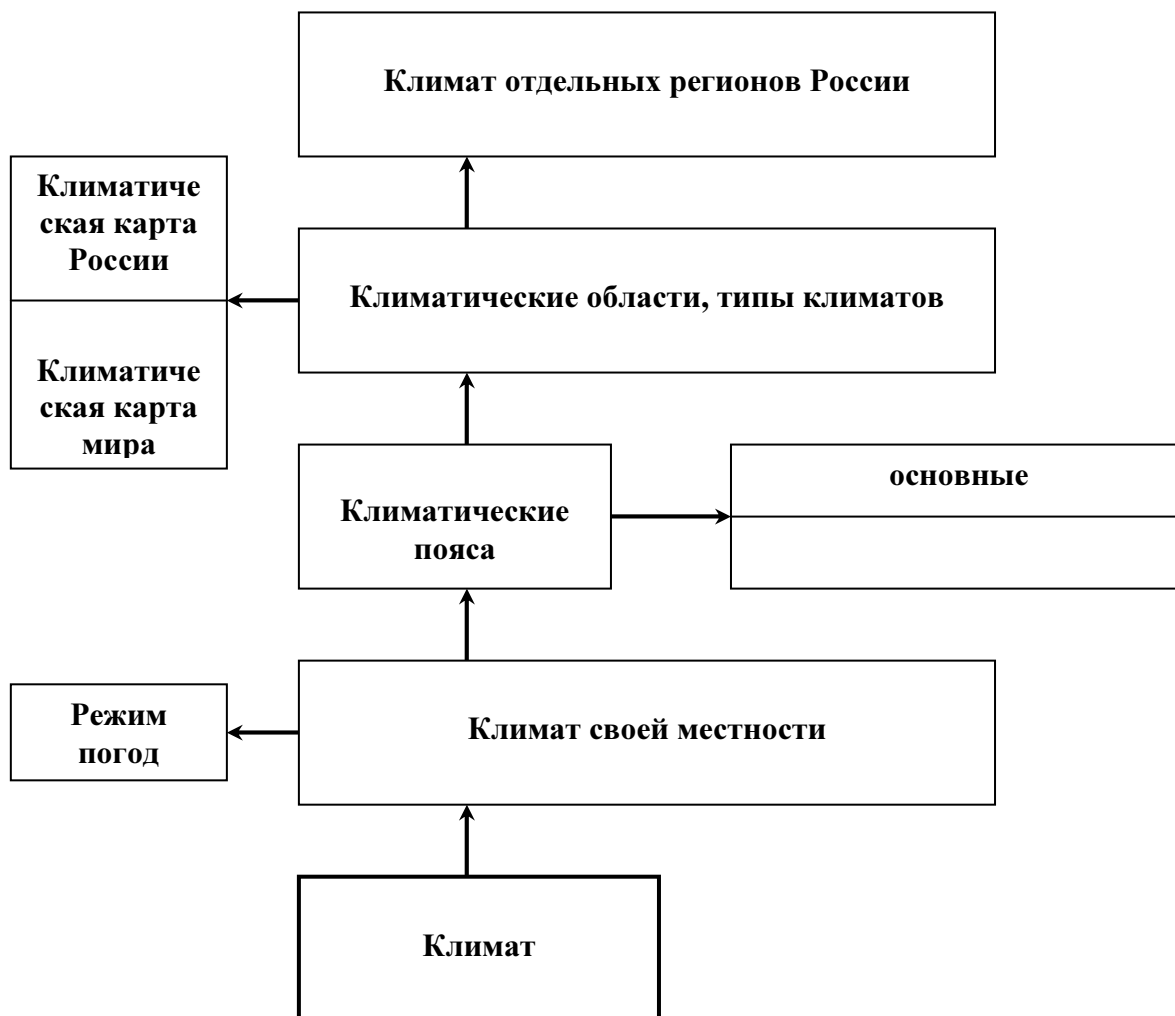 Климат отдельных регионов России
Климатиче
ская карта
России
Климатические области, типы климатов
Климатиче
ская карта
мира
основные
Климатические
пояса
Режим
погод
Климат своей местности
Климат